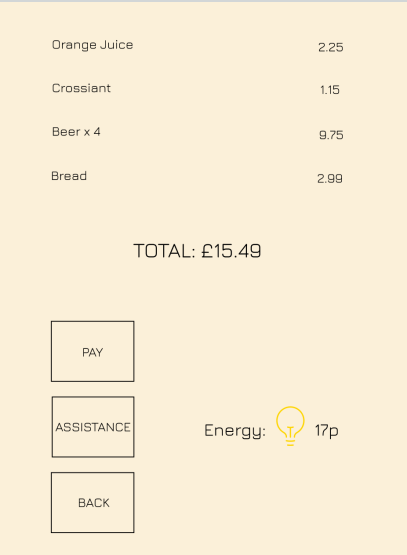 Orange Juice 2.25
Crossiant 1.15
Beer x 4 9.75
Bread 2.99
TOTAL: £15.49
PAY
ASSISTANCE
Energy: 17p
BACK